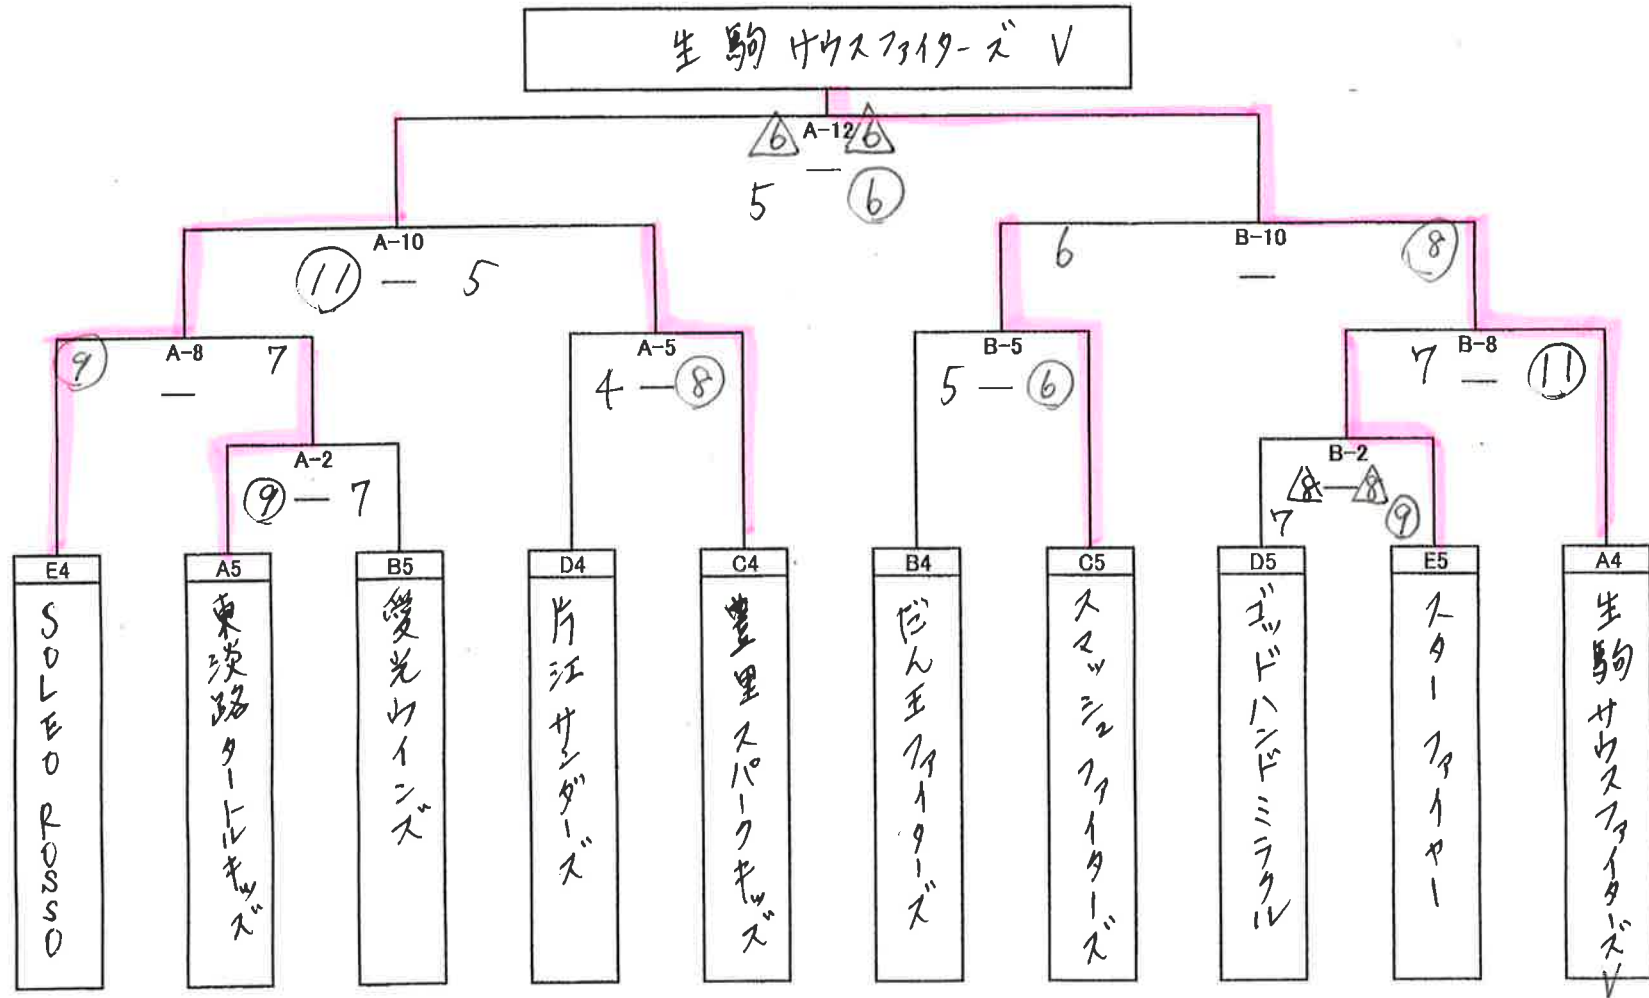 生駒サウスファイターズ V
6 A-12 6
5 — 6
A-10
11 — 5
6 B-10 8
—
9 A-8 7
—
A-5
4 — 8
B-5
5 — 6
B-8
7 — 11
A-2
9 — 7
B-2
8 — 8
7 9
E4
SOLEO ROSSO
A5
東淡路タートルキッズ
B5
愛光ウインズ
D4
片江サンダーズ
C4
豊里スパークキッズ
B4
だん王ファイターズ
C5
スマッシュファイターズ
D5
ゴッドハンドミラクル
E5
スターファイヤー
A4
生駒サウスファイターズV